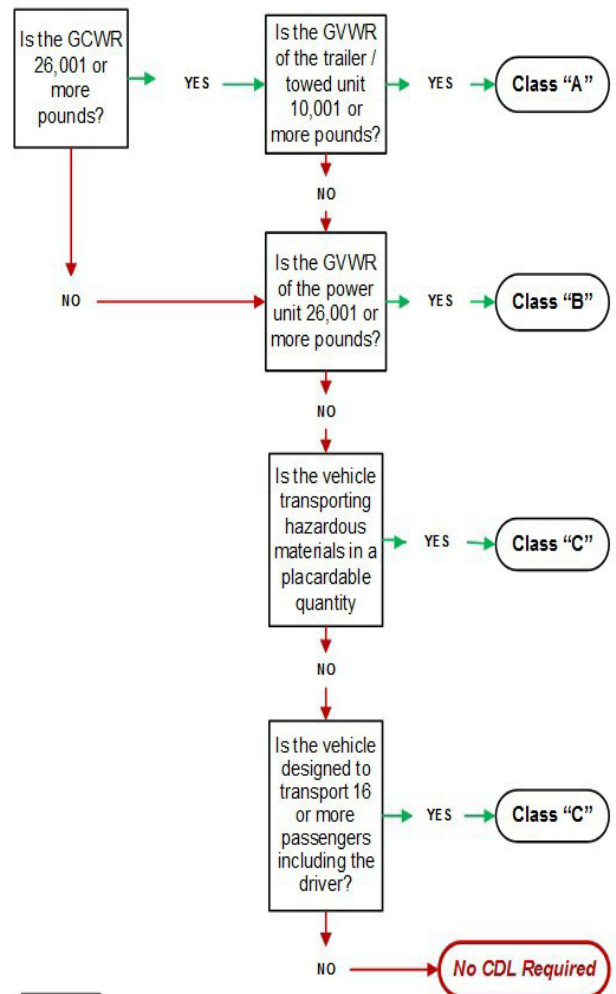 Is the GCWR
26,001 or
more
pounds?
YES
Is the GVWR
of the trailer /
towed unit
10,001 or
more pounds?
YES
Class “A”
NO
NO
Is the GVWR
of the power
unit 26,001 or
more pounds?
YES
Class “B”
NO
Is the vehicle
transporting
hazardous
materials in a
placardable
quantity
YES
Class “C”
NO
Is the vehicle
designed to
transport 16
or more
passengers
including the
driver?
YES
Class “C”
NO
No CDL Required